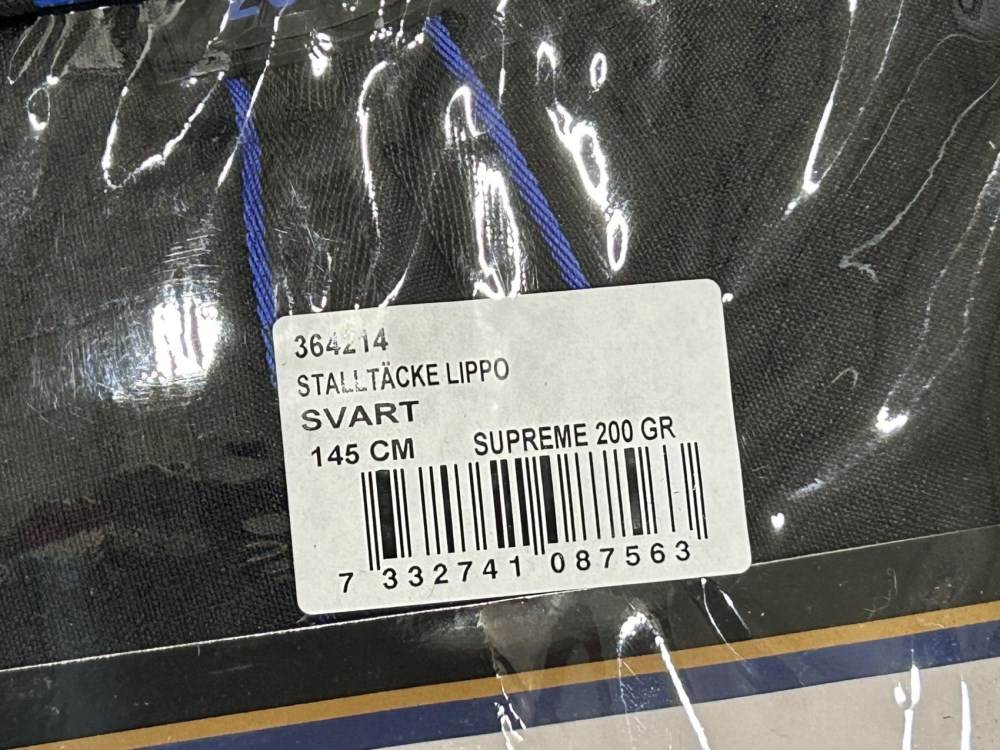 364214
STALLTÄCKE LIPPO
SVART
145 CM SUPREME 200 GR
7 332741 087563